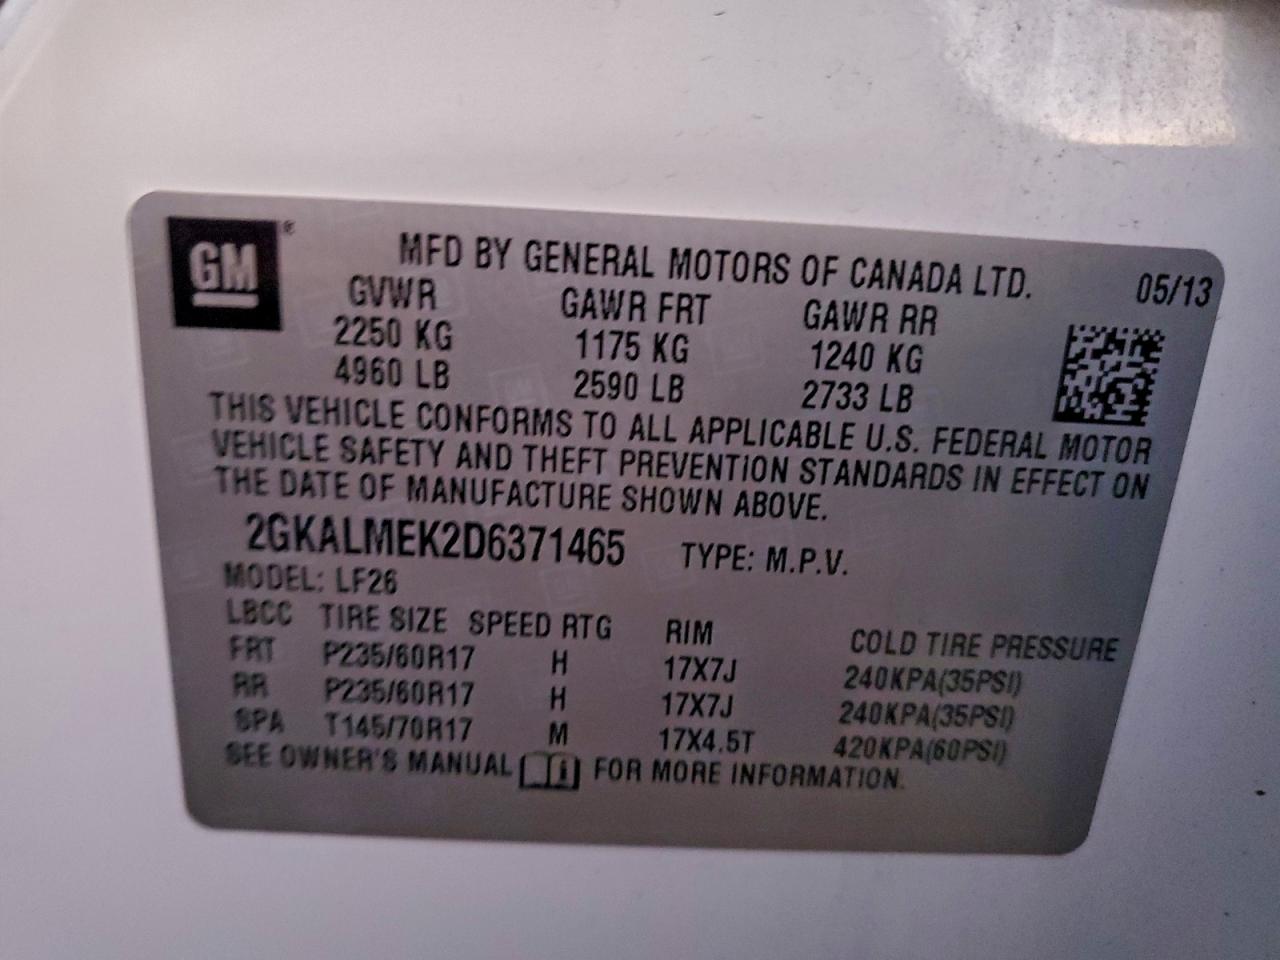 GM ®
MFD BY GENERAL MOTORS OF CANADA LTD. 05/13
GVWR GAWR FRT GAWR RR
2250 KG 1175 KG 1240 KG
4960 LB 2590 LB 2733 LB
THIS VEHICLE CONFORMS TO ALL APPLICABLE U.S. FEDERAL MOTOR
VEHICLE SAFETY AND THEFT PREVENTION STANDARDS IN EFFECT ON
THE DATE OF MANUFACTURE SHOWN ABOVE.
2GKALMEK2D6371465 TYPE: M.P.V.
MODEL: LF26
LBCC TIRE SIZE SPEED RTG RIM COLD TIRE PRESSURE
FRT P235/60R17 H 17X7J 240KPA(35PSI)
RR P235/60R17 H 17X7J 240KPA(35PSI)
SPA T145/70R17 M 17X4.5T 420KPA(60PSI)
SEE OWNER'S MANUAL FOR MORE INFORMATION.